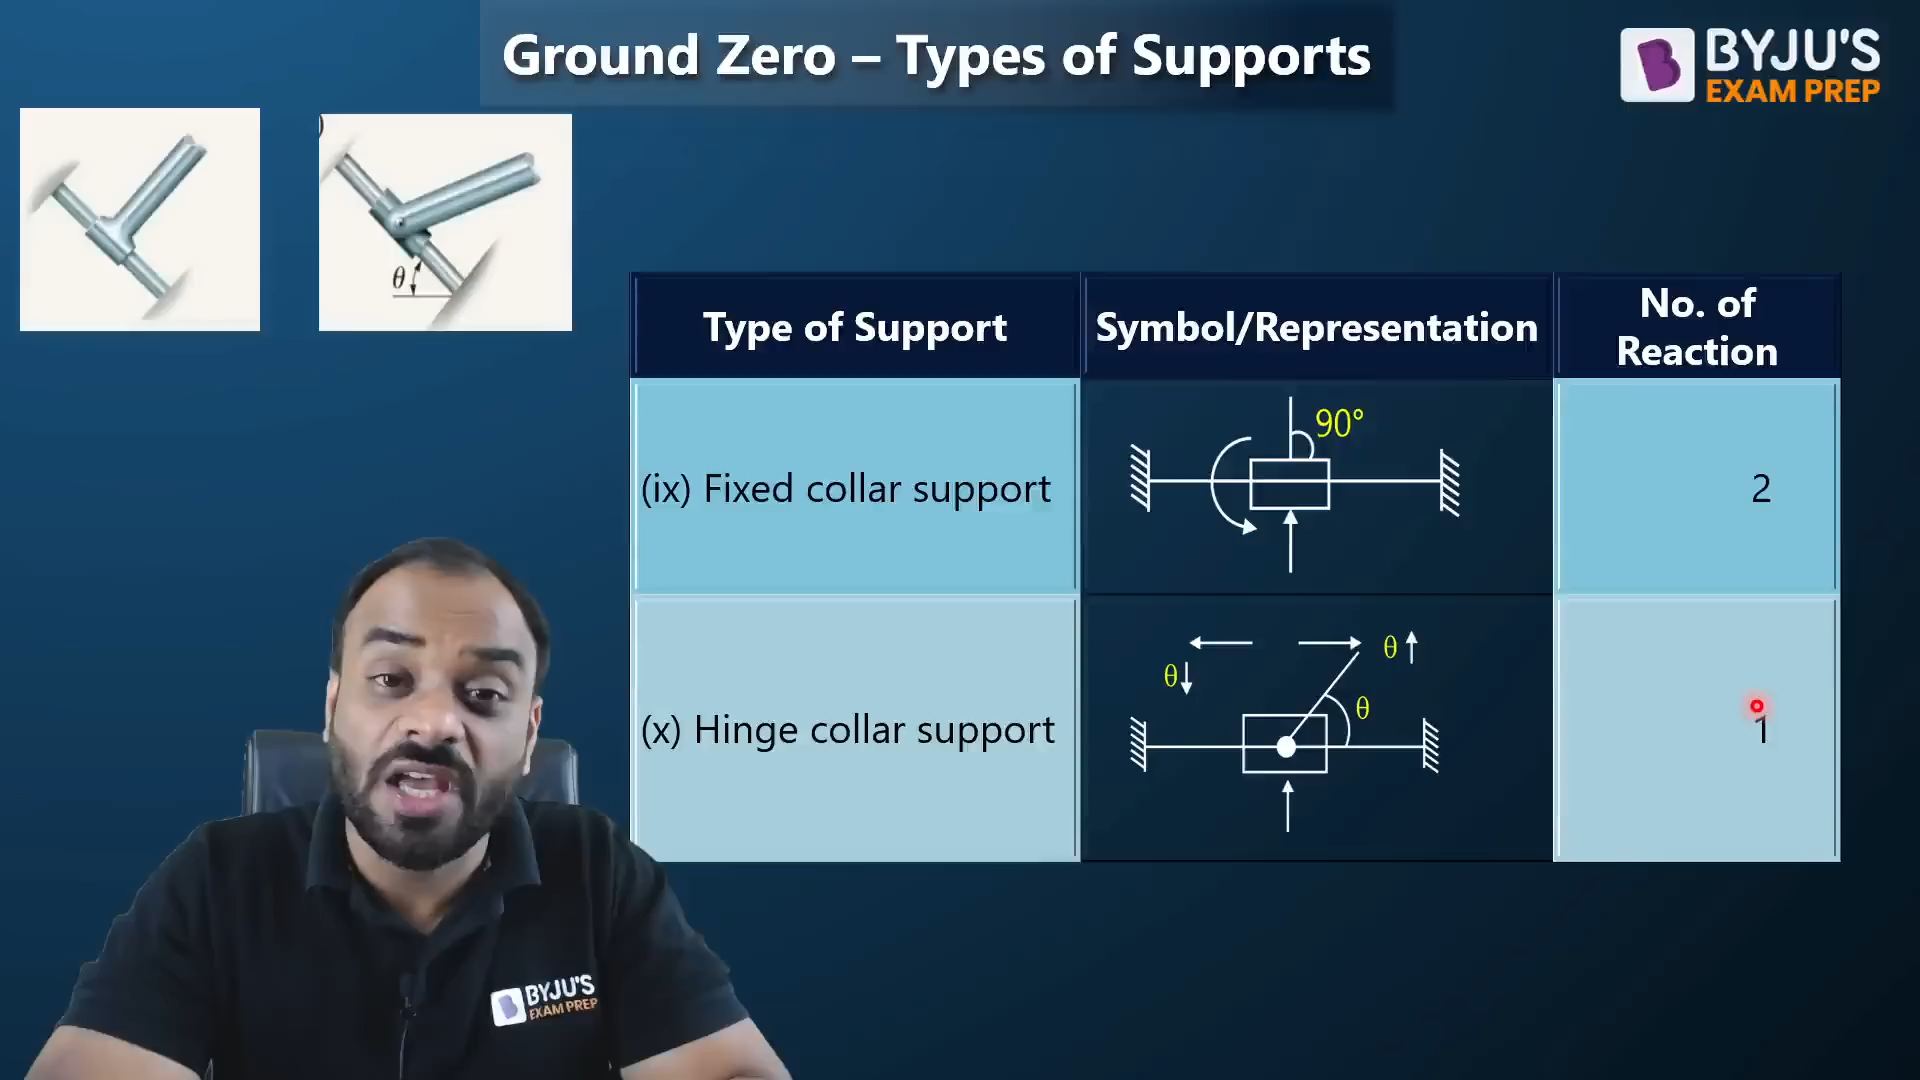 Ground Zero – Types of Supports
BYJU'S
EXAM PREP
)
θ
Type of Support
Symbol/Representation
No. of
Reaction
(ix) Fixed collar support
90°
2
(x) Hinge collar support
θ↓
θ↑
θ
1
BYJU'S
EXAM PREP